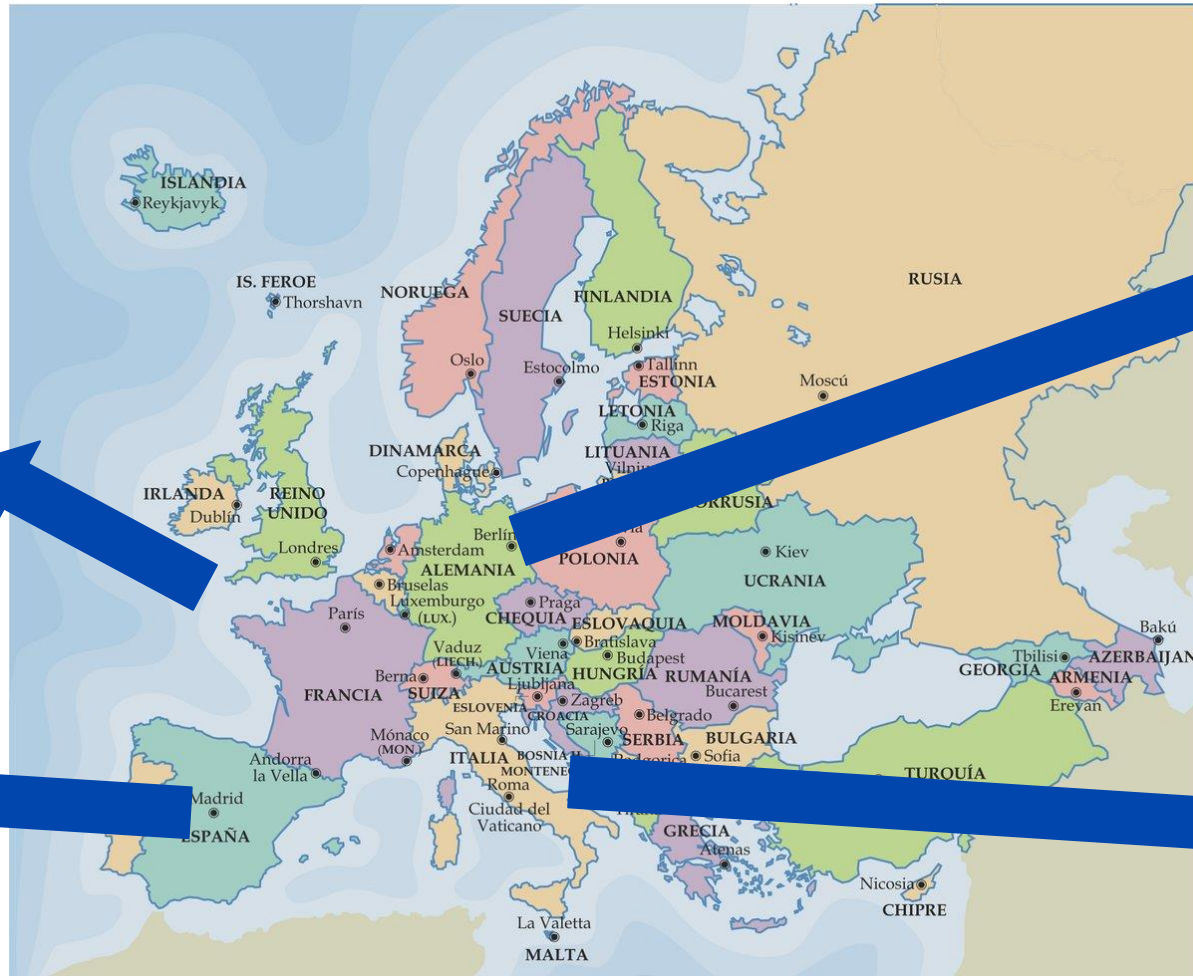 ISLANDIA
Reykjavyk
IS. FEROE
Thorshavn
NORUEGA
SUECIA
FINLANDIA
RUSIA
Helsinki
Oslo
Estocolmo
Tallinn
ESTONIA
Moscú
LETONIA
Riga
DINAMARCA
Copenhague
LITUANIA
IRLANDA
Dublín
REINO
UNIDO
Londres
Berlín
Amsterdam
ALEMANIA
POLONIA
Kiev
UCRANIA
Bruselas
Luxemburgo
(LUX.)
París
Praga
CHEQUIA
ESLOVAQUIA
Bratislava
MOLDAVIA
Kisinev
Viena
Budapest
Vaduz
(LIECH.)
AUSTRIA
HUNGRÍA
RUMANÍA
Bakú
Tbilisi
GEORGIA
AZERBAIJAN
ARMENIA
Erevan
Berna
SUIZA
FRANCIA
Ljubljana
ESLOVENIA
Zagreb
CROACIA
Bucarest
Belgrado
San Marino
Sarajevo
SERBIA
BULGARIA
Sofia
Mónaco
(MON.)
ITALIA
BOSNIA H.
Andorra
la Vella
Roma
Ciudad del
Vaticano
TURQUÍA
Madrid
ESPAÑA
GRECIA
Atenas
Nicosia
CHIPRE
La Valetta
MALTA